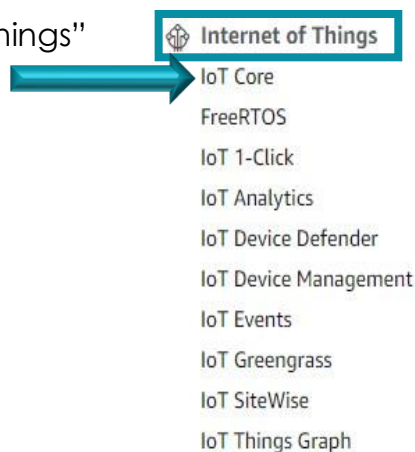 hings” Internet of Things
IoT Core
FreeRTOS
IoT 1-Click
IoT Analytics
IoT Device Defender
IoT Device Management
IoT Events
IoT Greengrass
IoT SiteWise
IoT Things Graph